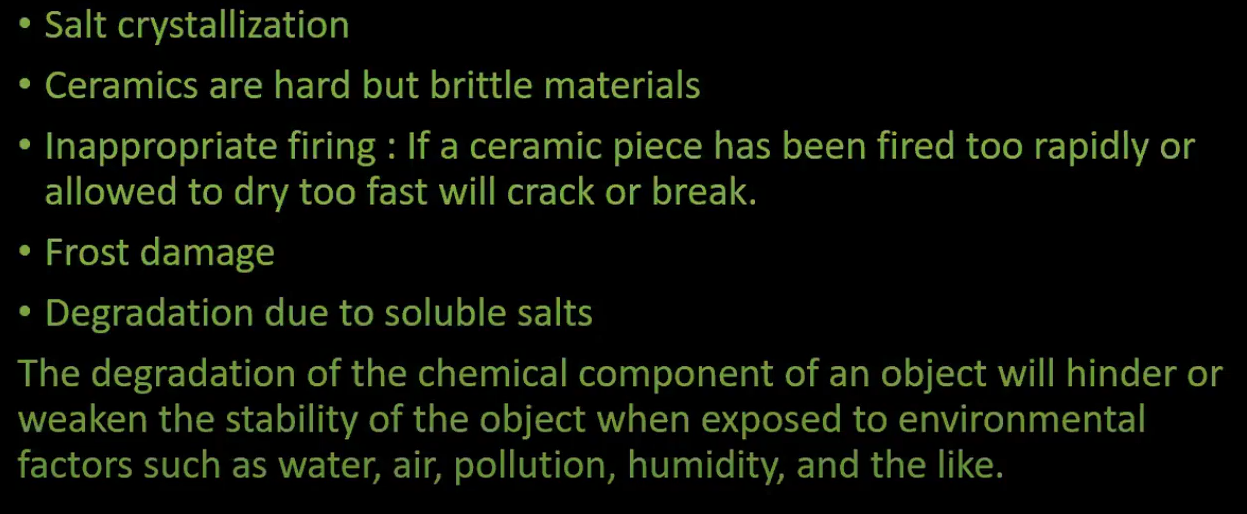 • Salt crystallization
• Ceramics are hard but brittle materials
• Inappropriate firing : If a ceramic piece has been fired too rapidly or
allowed to dry too fast will crack or break.
• Frost damage
• Degradation due to soluble salts
The degradation of the chemical component of an object will hinder or
weaken the stability of the object when exposed to environmental
factors such as water, air, pollution, humidity, and the like.